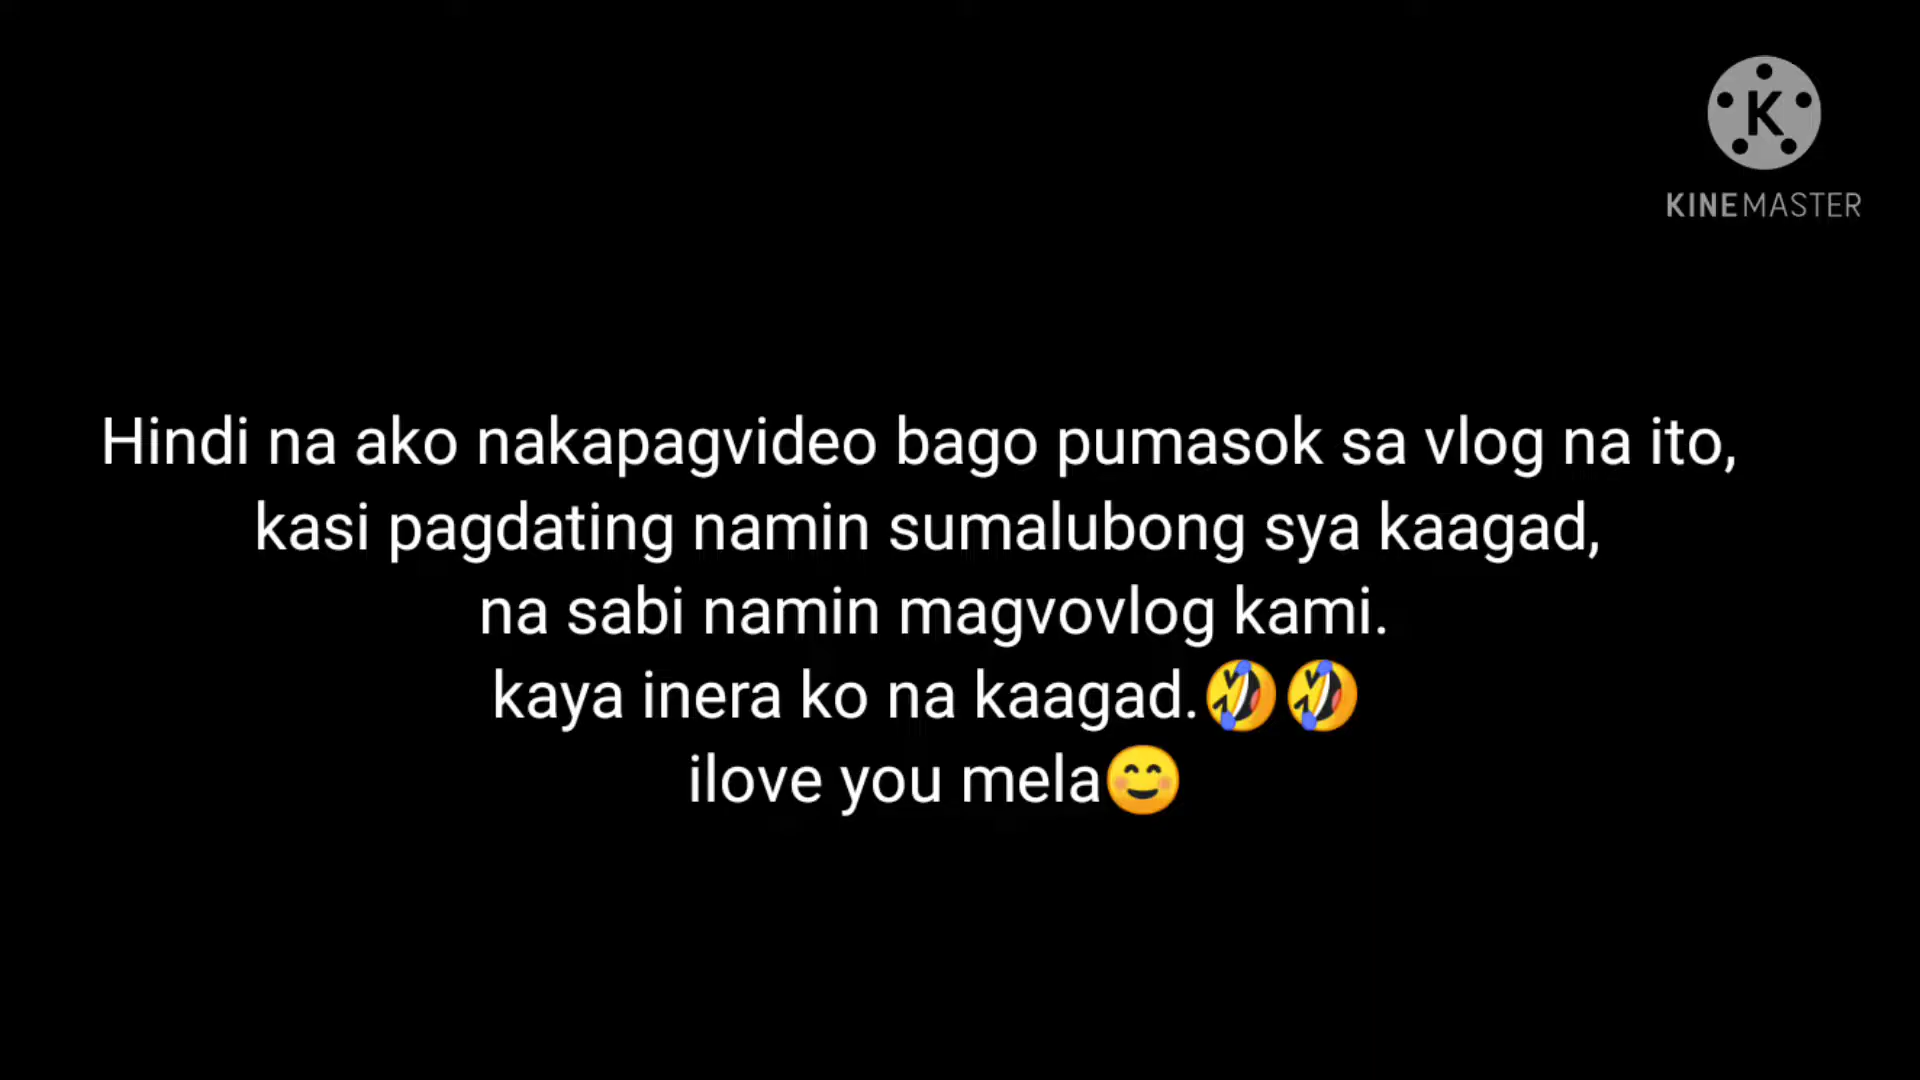 K
KINEMASTER
Hindi na ako nakapagvideo bago pumasok sa vlog na ito,
kasi pagdating namin sumalubong sya kaagad,
na sabi namin magvovlog kami.
kaya inera ko na kaagad.🤣🤣
ilove you mela😊